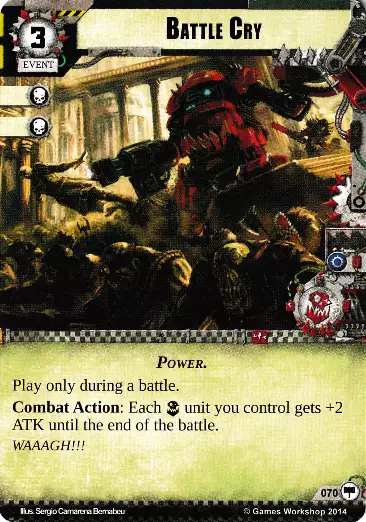 3
BATTLE CRY
EVENT
POWER.
Play only during a battle.
Combat Action: Each unit you control gets +2
ATK until the end of the battle.
WAAAGH!!!
070
Illus. Sergio Camarena Bernabeu
© Games Workshop 2014